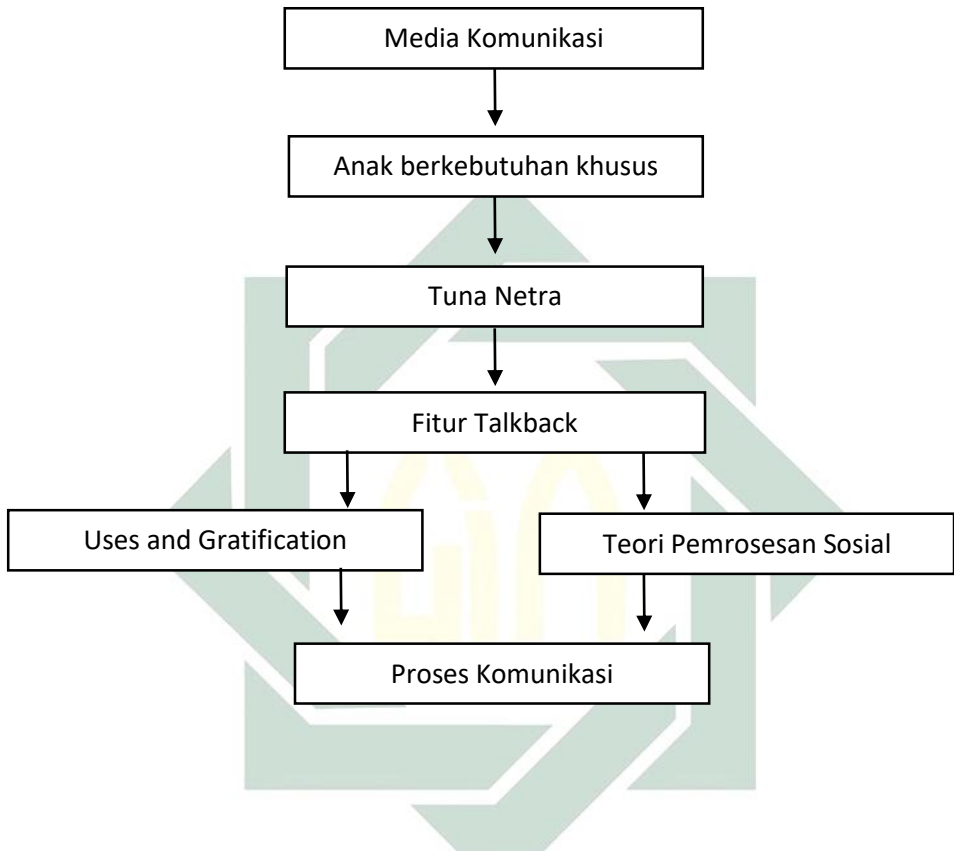 Media Komunikasi
Anak berkebutuhan khusus
Tuna Netra
Fitur Talkback
Uses and Gratification
Teori Pemrosesan Sosial
Proses Komunikasi